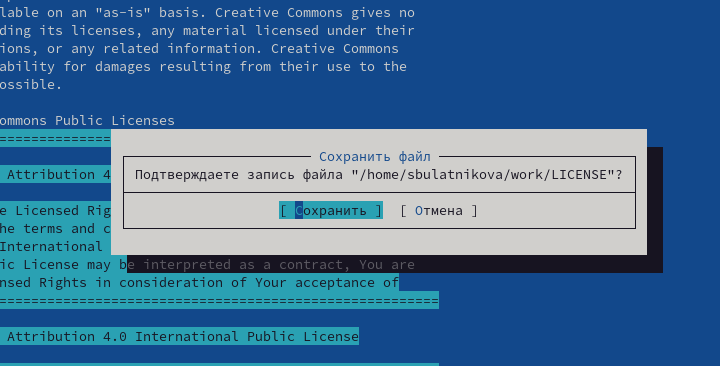 lable on an "as-is" basis. Creative Commons gives no
ding its licenses, any material licensed under their
ions, or any related information. Creative Commons
ability for damages resulting from their use to the
ossible.
ommons Public Licenses
==============
Сохранить файл
Attribution 4
Подтверждаете запись файла "/home/sbulatnikova/work/LICENSE"?
e Licensed Rig
[ Сохранить ] [ Отмена ]
he terms and c
International
ic License may be interpreted as a contract, You are
nsed Rights in consideration of Your acceptance of
=======================================================
Attribution 4.0 International Public License